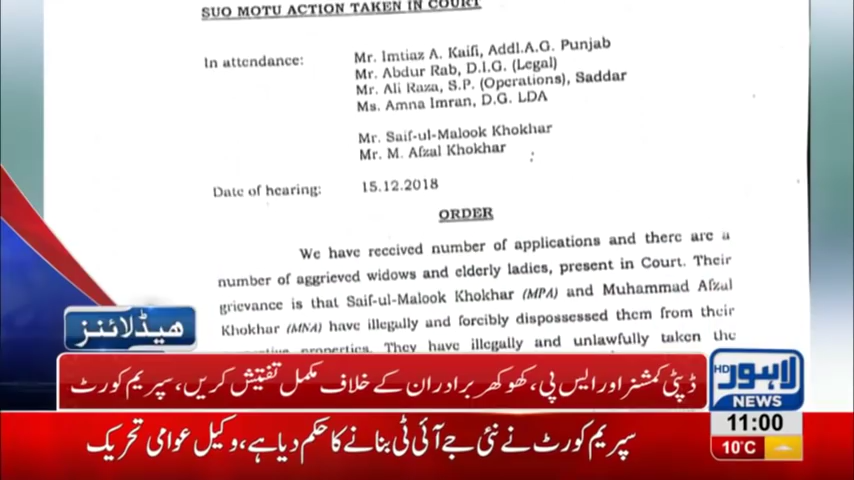 SUO MOTU ACTION TAKEN IN COURT
In attendance: Mr. Imtiaz A. Kaifi, Addl.A.G. Punjab
Mr. Abdur Rab, D.I.G. (Legal)
Mr. Ali Raza, S.P. (Operations), Saddar
Ms. Amna Imran, D.G. LDA
Mr. Saif-ul-Malook Khokhar
Mr. M. Afzal Khokhar
Date of hearing: 15.12.2018
ORDER
We have received number of applications and there are a
number of aggrieved widows and elderly ladies, present in Court. Their
grievance is that Saif-ul-Malook Khokhar (MPA) and Muhammad Afzal
Khokhar (MNA) have illegally and forcibly dispossessed them from their
properties. They have illegally and unlawfully taken the
ہیڈلائنز
ڈپٹی کمشنر اور ایس پی، کھوکھر برادران کے خلاف مکمل تفتیش کریں، سپریم کورٹ
HD لاہور
NEWS
11:00
10°C
سپریم کورٹ نے نئی جے آئی ٹی بنانے کا حکم دیا ہے، وکیل عوامی تحریک